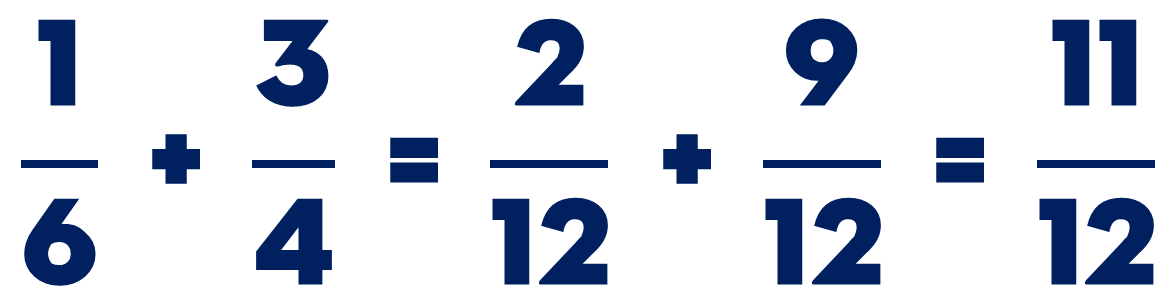 1/6 + 3/4 = 2/12 + 9/12 = 11/12